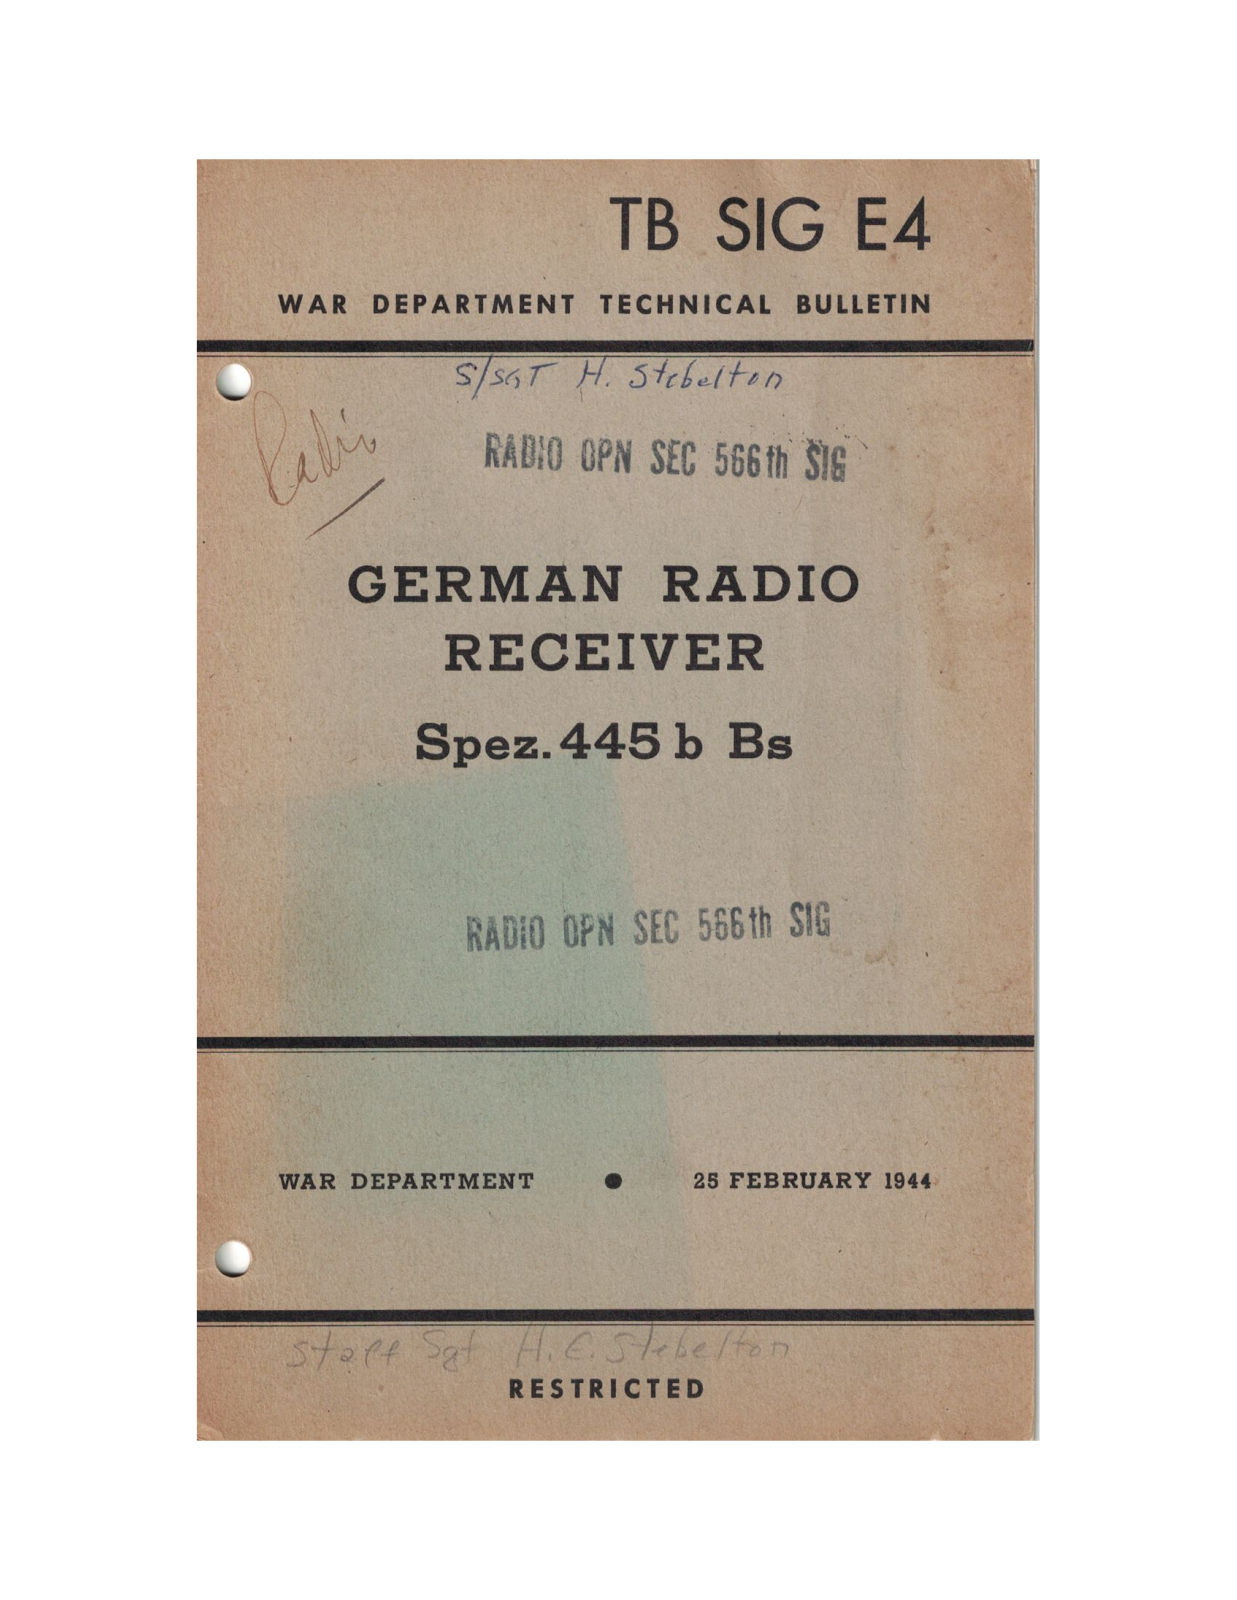 TB SIG E4
WAR DEPARTMENT TECHNICAL BULLETIN
S/SGT H. Stebelton
Radio
RADIO OPN SEC 566th SIG
GERMAN RADIO
RECEIVER
Spez. 445 b Bs
RADIO OPN SEC 566th SIG
WAR DEPARTMENT ● 25 FEBRUARY 1944
Staff Sgt H. E. Stebelton
RESTRICTED